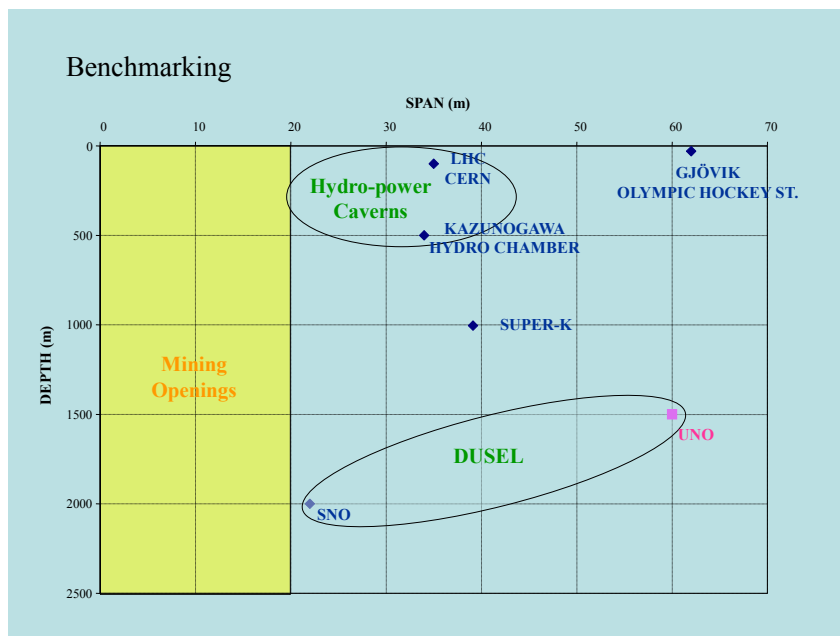 Benchmarking
SPAN (m)
0 10 20 30 40 50 60 70
0
500
1000
1500
2000
2500
DEPTH (m)
LHC
CERN
Hydro-power
Caverns
GJÖVIK
OLYMPIC HOCKEY ST.
KAZUNOGAWA
HYDRO CHAMBER
SUPER-K
Mining
Openings
UNO
DUSEL
SNO